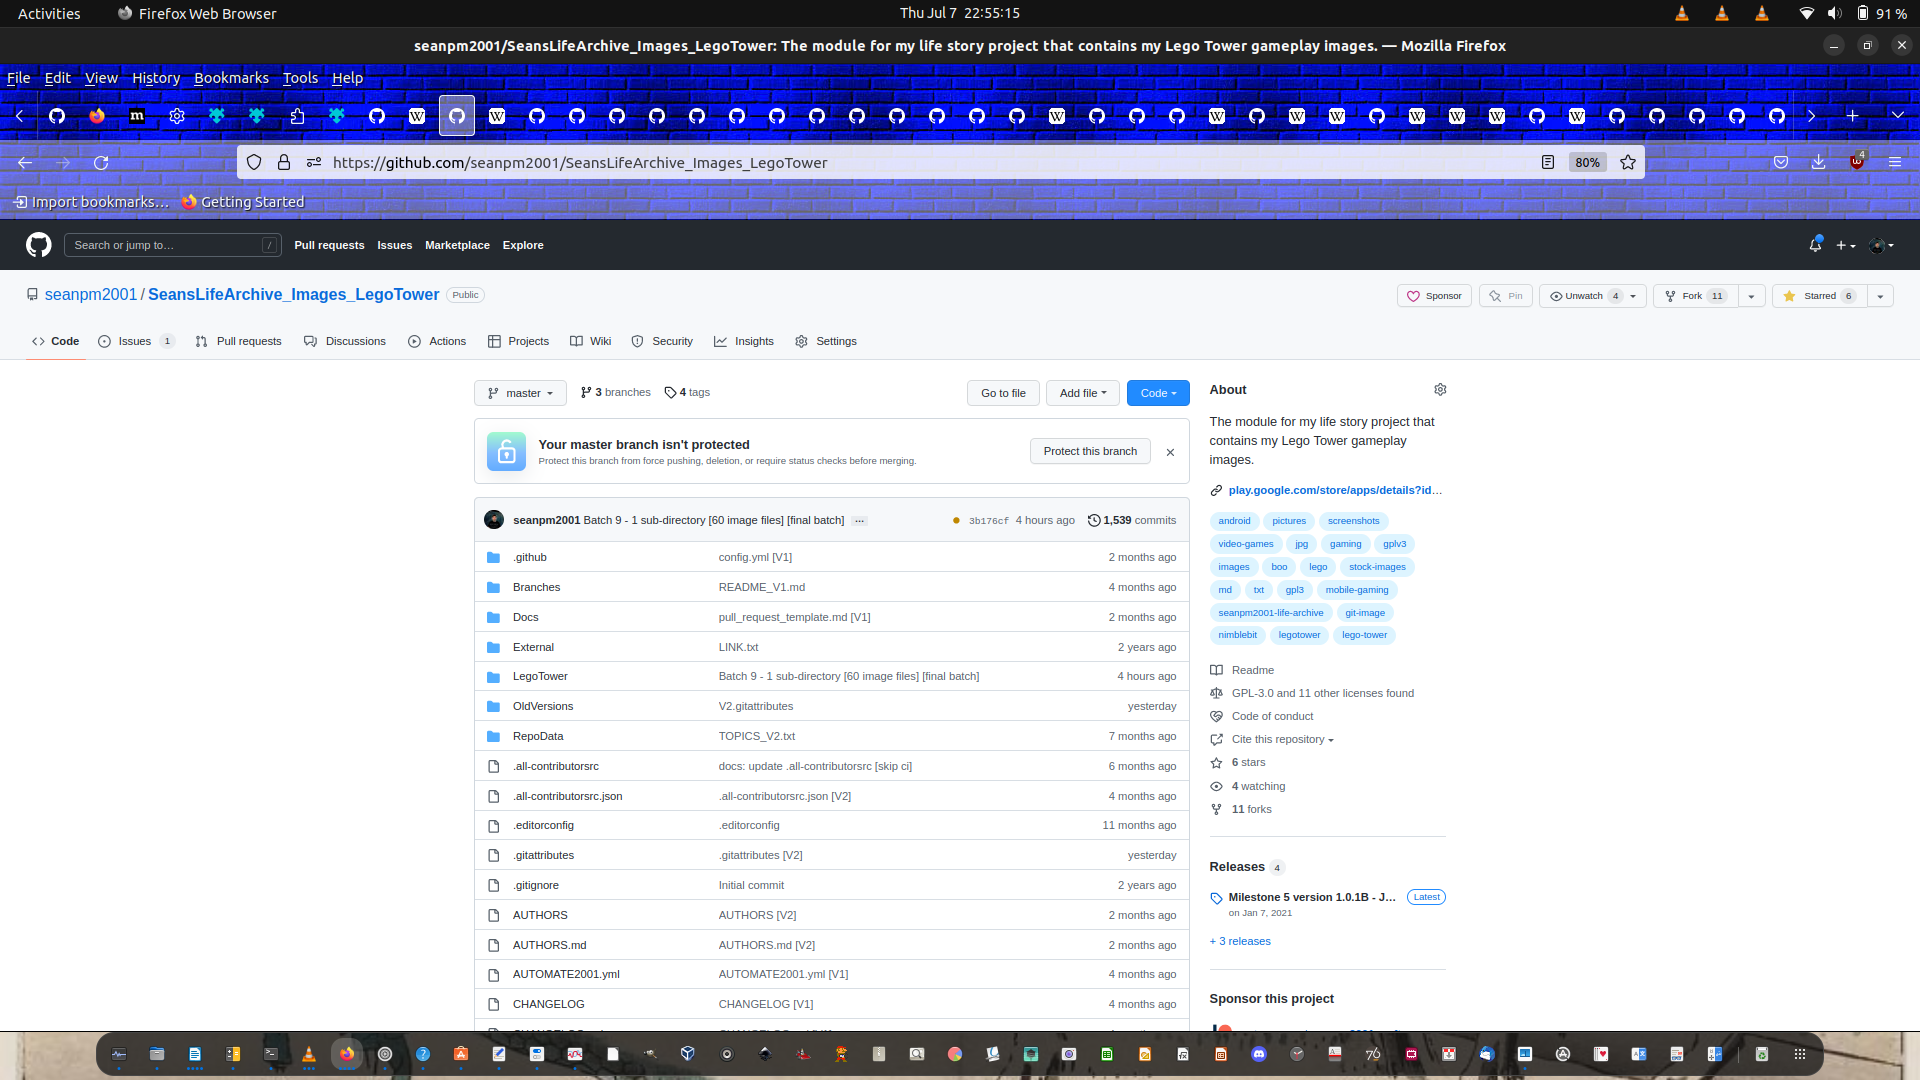 Activities
Firefox Web Browser
Thu Jul 7 22:55:15
91 %
seanpm2001/SeansLifeArchive_Images_LegoTower: The module for my life story project that contains my Lego Tower gameplay images. — Mozilla Firefox
File Edit View History Bookmarks Tools Help
https://github.com/seanpm2001/SeansLifeArchive_Images_LegoTower
80%
4
Import bookmarks…
Getting Started
Search or jump to…
/
Pull requests
Issues
Marketplace
Explore
seanpm2001 / SeansLifeArchive_Images_LegoTower
Public
Sponsor
Pin
Unwatch 4
Fork 11
Starred 6
Code
Issues 1
Pull requests
Discussions
Actions
Projects
Wiki
Security
Insights
Settings
master
3 branches
4 tags
Go to file
Add file
Code
Your master branch isn't protected
Protect this branch from force pushing, deletion, or require status checks before merging.
Protect this branch
seanpm2001 Batch 9 - 1 sub-directory [60 image files] [final batch] ...
3b176cf 4 hours ago
1,539 commits
.github config.yml [V1] 2 months ago
Branches README_V1.md 4 months ago
Docs pull_request_template.md [V1] 2 months ago
External LINK.txt 2 years ago
LegoTower Batch 9 - 1 sub-directory [60 image files] [final batch] 4 hours ago
OldVersions V2.gitattributes yesterday
RepoData TOPICS_V2.txt 7 months ago
.all-contributorsrc docs: update .all-contributorsrc [skip ci] 6 months ago
.all-contributorsrc.json .all-contributorsrc.json [V2] 4 months ago
.editorconfig .editorconfig 11 months ago
.gitattributes .gitattributes [V2] yesterday
.gitignore Initial commit 2 years ago
AUTHORS AUTHORS [V2] 2 months ago
AUTHORS.md AUTHORS.md [V2] 2 months ago
AUTOMATE2001.yml AUTOMATE2001.yml [V1] 4 months ago
CHANGELOG CHANGELOG [V1] 4 months ago
About
The module for my life story project that
contains my Lego Tower gameplay
images.
play.google.com/store/apps/details?id…
android pictures screenshots
video-games jpg gaming gplv3
images boo lego stock-images
md txt gpl3 mobile-gaming
seanpm2001-life-archive git-image
nimblebit legotower lego-tower
Readme
GPL-3.0 and 11 other licenses found
Code of conduct
Cite this repository
6 stars
4 watching
11 forks
Releases 4
Milestone 5 version 1.0.1B - J…
Latest
on Jan 7, 2021
+ 3 releases
Sponsor this project